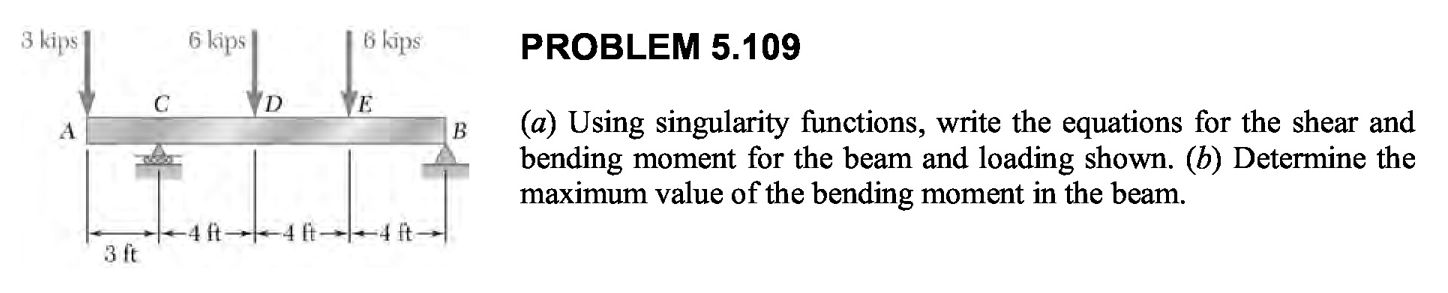 3 kips
6 kips
6 kips
C
D
E
A
B
4 ft
4 ft
4 ft
3 ft
PROBLEM 5.109
(a) Using singularity functions, write the equations for the shear and
bending moment for the beam and loading shown. (b) Determine the
maximum value of the bending moment in the beam.